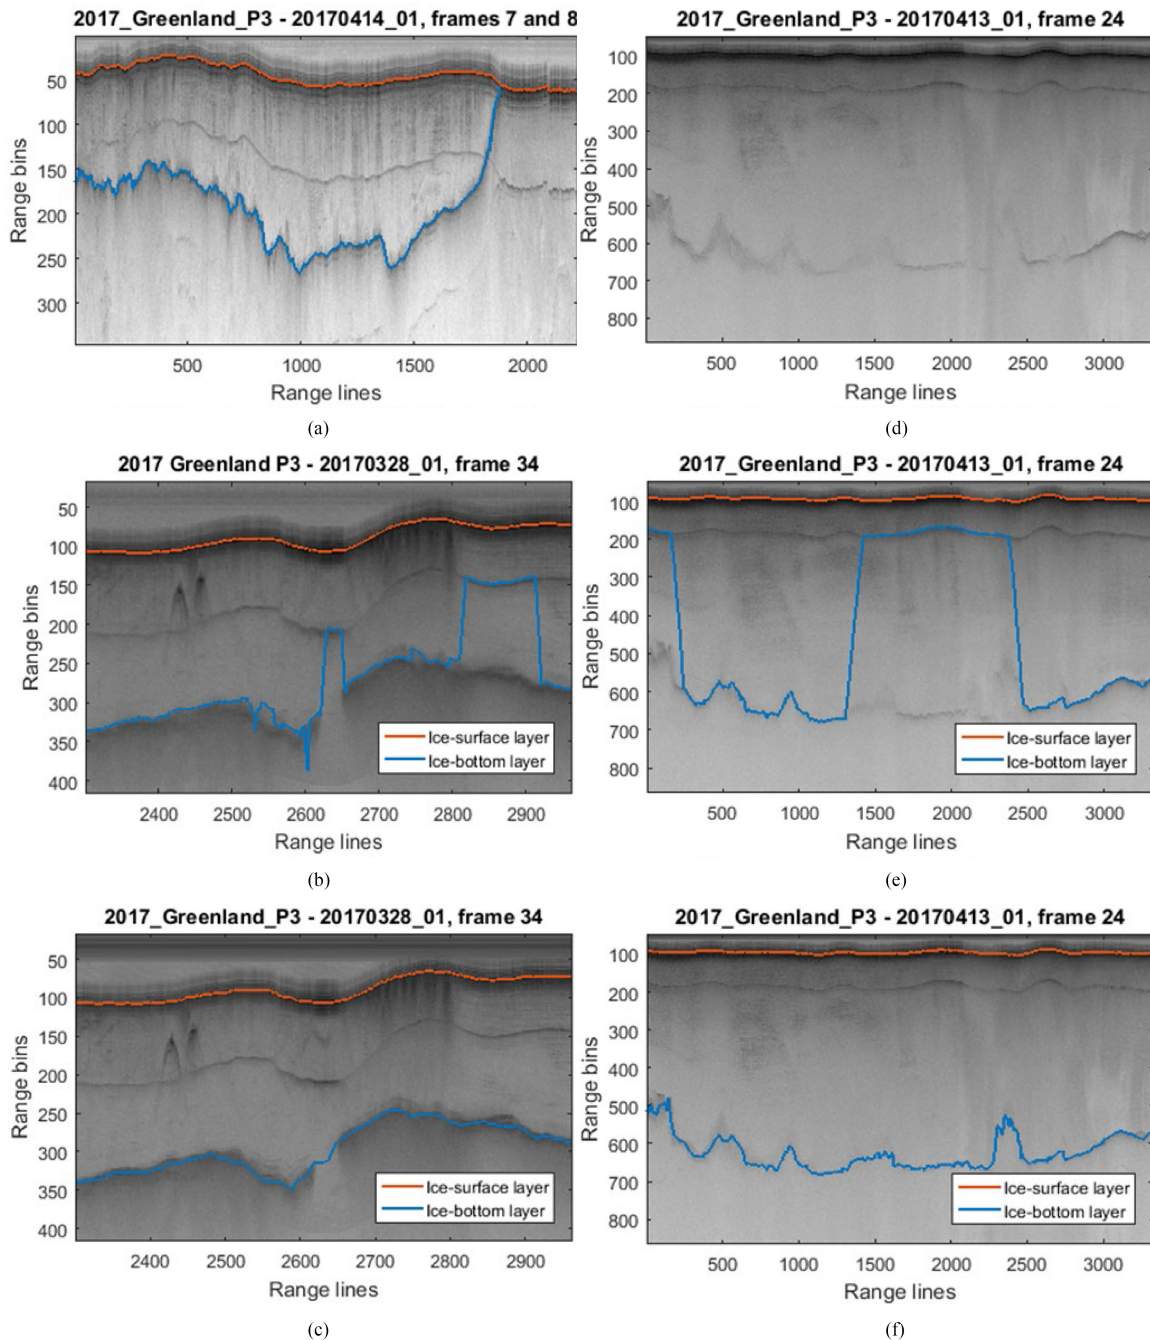 2017_Greenland_P3 - 20170414_01, frames 7 and 8
50
100
150
200
250
300
Range bins
500
1000
1500
2000
Range lines
(a)
2017_Greenland_P3 - 20170413_01, frame 24
100
200
300
400
500
600
700
800
Range bins
500
1000
1500
2000
2500
3000
Range lines
(d)
2017 Greenland P3 - 20170328_01, frame 34
50
100
150
200
250
300
350
400
Range bins
Ice-surface layer
Ice-bottom layer
2400
2500
2600
2700
2800
2900
Range lines
(b)
2017_Greenland_P3 - 20170413_01, frame 24
100
200
300
400
500
600
700
800
Range bins
Ice-surface layer
Ice-bottom layer
500
1000
1500
2000
2500
3000
Range lines
(e)
2017_Greenland_P3 - 20170328_01, frame 34
50
100
150
200
250
300
350
400
Range bins
Ice-surface layer
Ice-bottom layer
2400
2500
2600
2700
2800
2900
Range lines
(c)
2017_Greenland_P3 - 20170413_01, frame 24
100
200
300
400
500
600
700
800
Range bins
Ice-surface layer
Ice-bottom layer
500
1000
1500
2000
2500
3000
Range lines
(f)